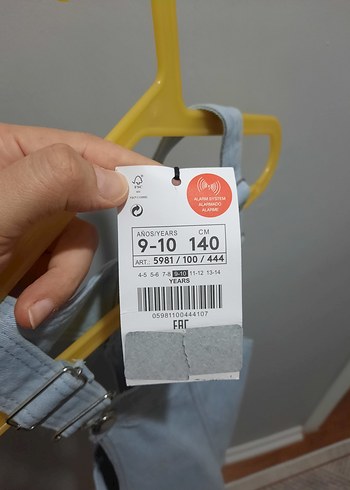 FSC
ALARM SYSTEM
ALARMADO
ALARME
AÑOS/YEARS CM
9-10 140
ART.: 5981 / 100 / 444
4-5 5-6 7-8 9-10 11-12 13-14
YEARS
05981100444107
EAC